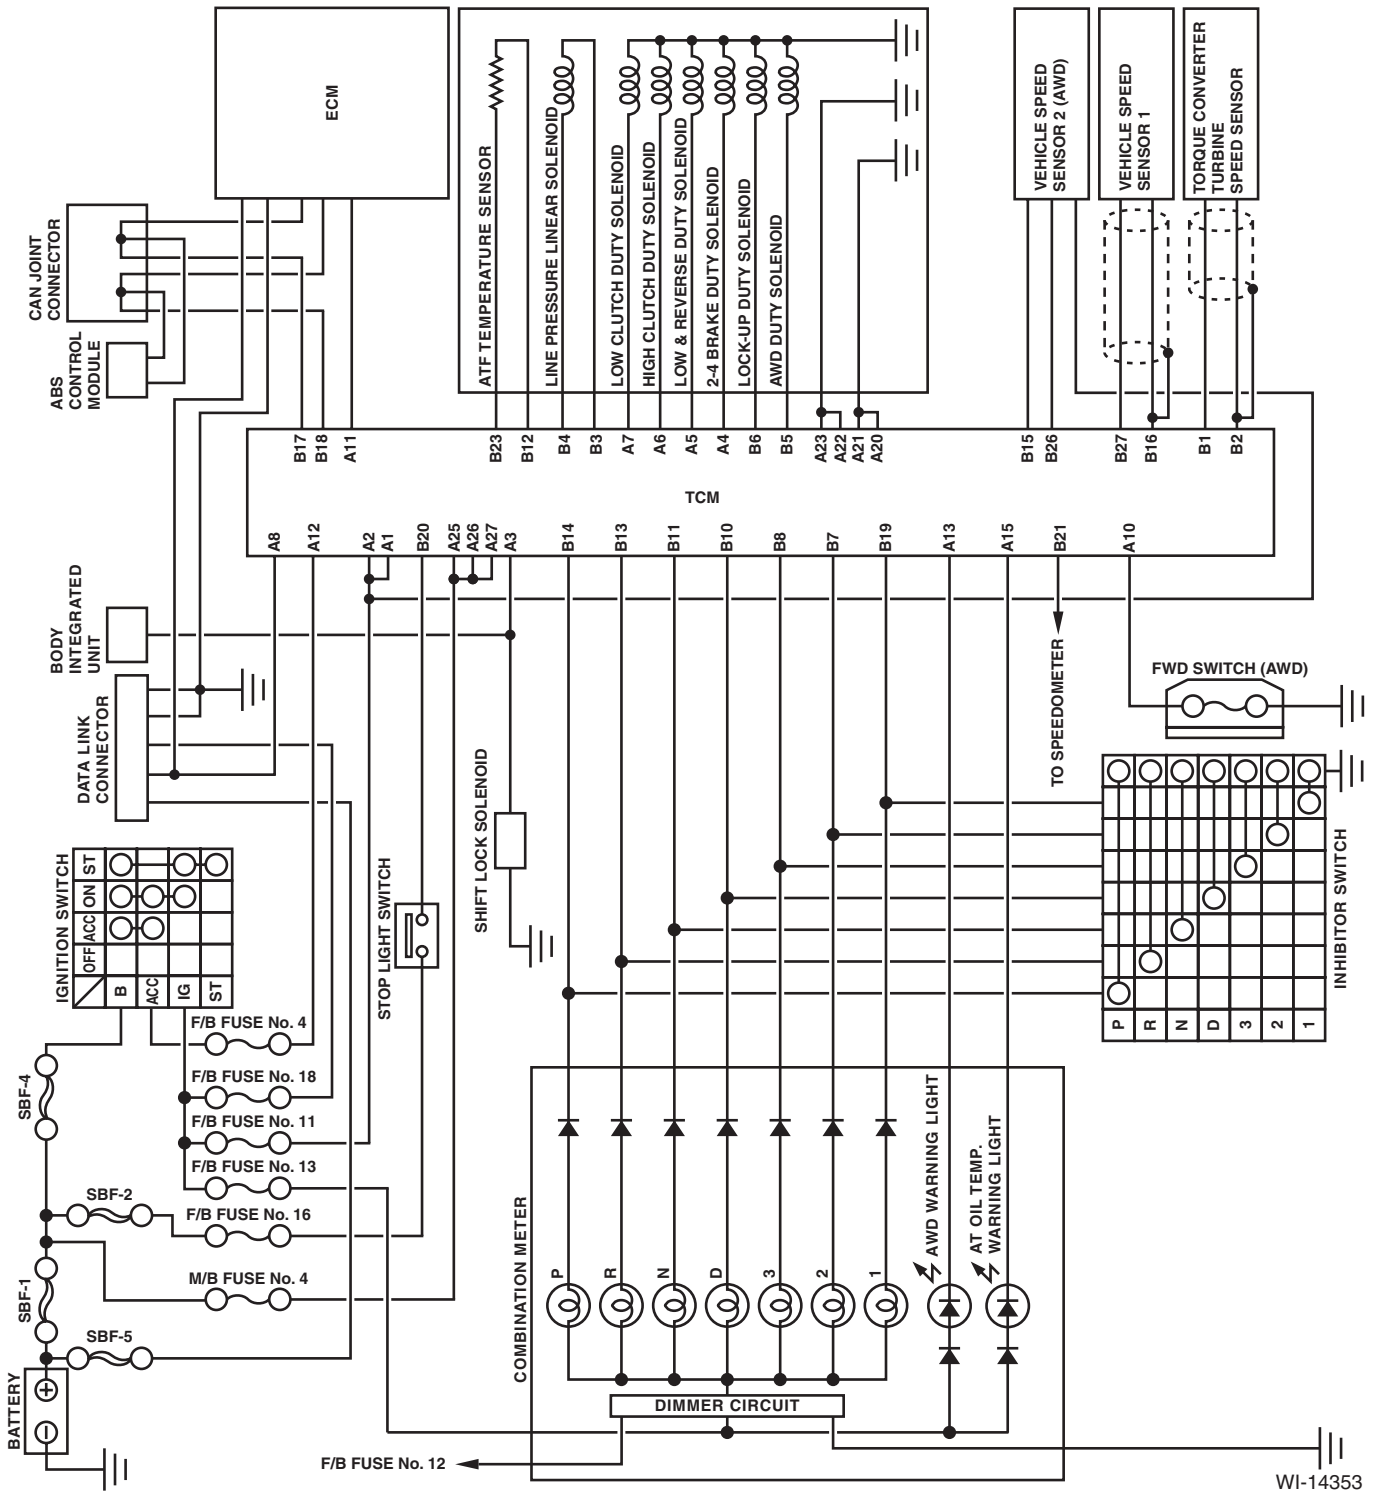 ECM
CAN JOINT
CONNECTOR
ABS
CONTROL
MODULE
ATF TEMPERATURE SENSOR
LINE PRESSURE LINEAR SOLENOID
LOW CLUTCH DUTY SOLENOID
HIGH CLUTCH DUTY SOLENOID
LOW & REVERSE DUTY SOLENOID
2-4 BRAKE DUTY SOLENOID
LOCK-UP DUTY SOLENOID
AWD DUTY SOLENOID
VEHICLE SPEED
SENSOR 2 (AWD)
VEHICLE SPEED
SENSOR 1
TORQUE CONVERTER
TURBINE
SPEED SENSOR
B17
B18
A11
B23
B12
B4
B3
A7
A6
A5
A4
B6
B5
A23
A22
A21
A20
B15
B26
B27
B16
B1
B2
TCM
A8
A12
A2
A1
B20
A25
A26
A27
A3
B14
B13
B11
B10
B8
B7
B19
A13
A15
B21
A10
BODY
INTEGRATED
UNIT
DATA LINK
CONNECTOR
TO SPEEDOMETER
FWD SWITCH (AWD)
SHIFT LOCK SOLENOID
STOP LIGHT SWITCH
IGNITION SWITCH
ST
ON
ACC
OFF
B
ACC
IG
ST
INHIBITOR SWITCH
P
R
N
D
3
2
1
F/B FUSE No. 4
F/B FUSE No. 18
F/B FUSE No. 11
F/B FUSE No. 13
F/B FUSE No. 16
M/B FUSE No. 4
SBF-4
SBF-2
SBF-1
SBF-5
BATTERY
COMBINATION METER
P
R
N
D
3
2
1
AWD WARNING LIGHT
AT OIL TEMP.
WARNING LIGHT
DIMMER CIRCUIT
F/B FUSE No. 12
WI-14353